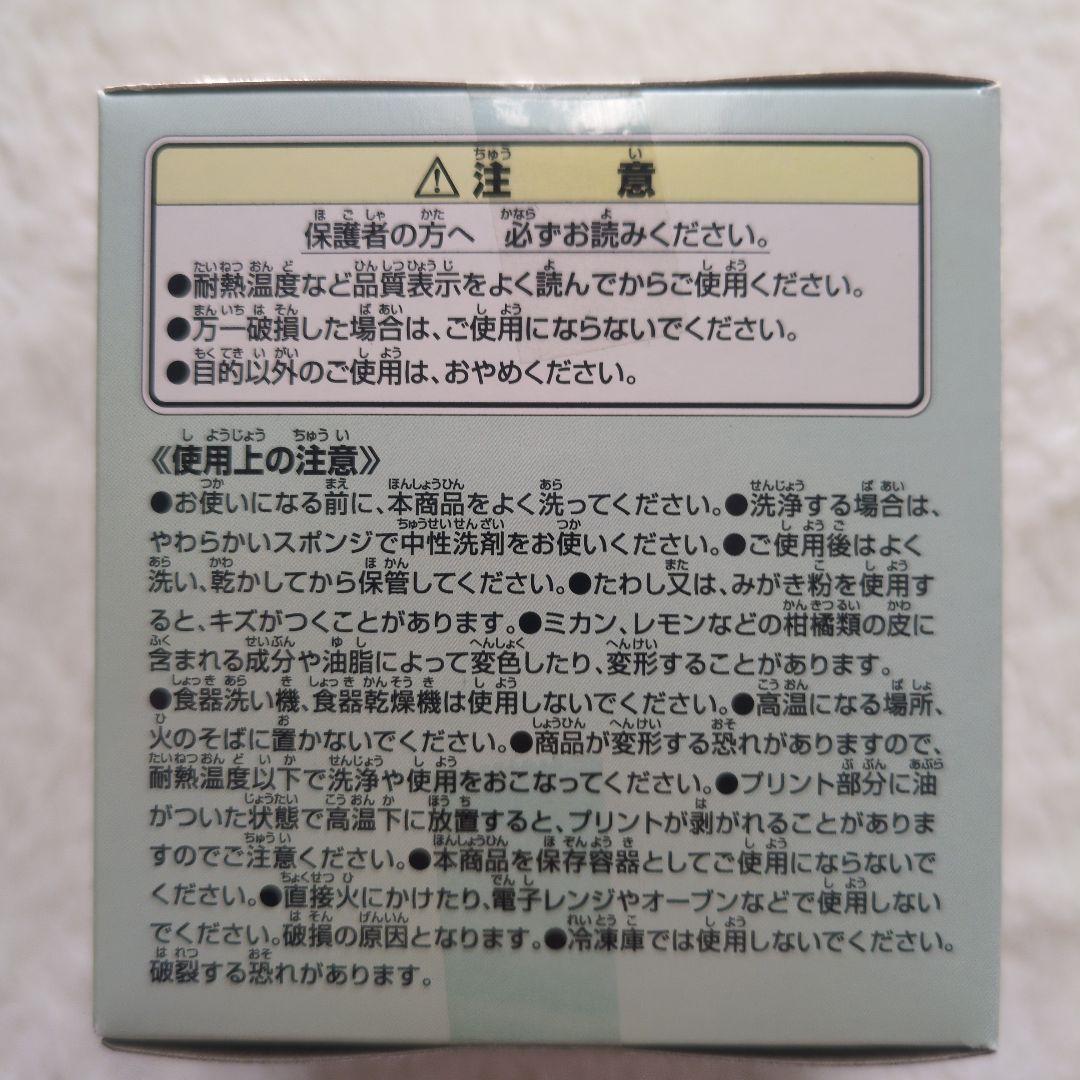 ⚠注意
保護者の方へ 必ずお読みください。
●耐熱温度など品質表示をよく読んでからご使用ください。
●万一破損した場合は、ご使用にならないでください。
●目的以外のご使用は、おやめください。
《使用上の注意》
●お使いになる前に、本商品をよく洗ってください。●洗浄する場合は、
やわらかいスポンジで中性洗剤をお使いください。●ご使用後はよく
洗い、乾かしてから保管してください。●たわし又は、みがき粉を使用す
ると、キズがつくことがあります。●ミカン、レモンなどの柑橘類の皮に
含まれる成分や油脂によって変色したり、変形することがあります。
●食器洗い機、食器乾燥機は使用しないでください。●高温になる場所、
火のそばに置かないでください。●商品が変形する恐れがありますので、
耐熱温度以下で洗浄や使用をおこなってください。●プリント部分に油
がついた状態で高温下に放置すると、プリントが剥がれることがありま
すのでご注意ください。●本商品を保存容器としてご使用にならないで
ください。●直接火にかけたり、電子レンジやオーブンなどで使用しない
でください。破損の原因となります。●冷凍庫では使用しないでください。
破裂する恐れがあります。